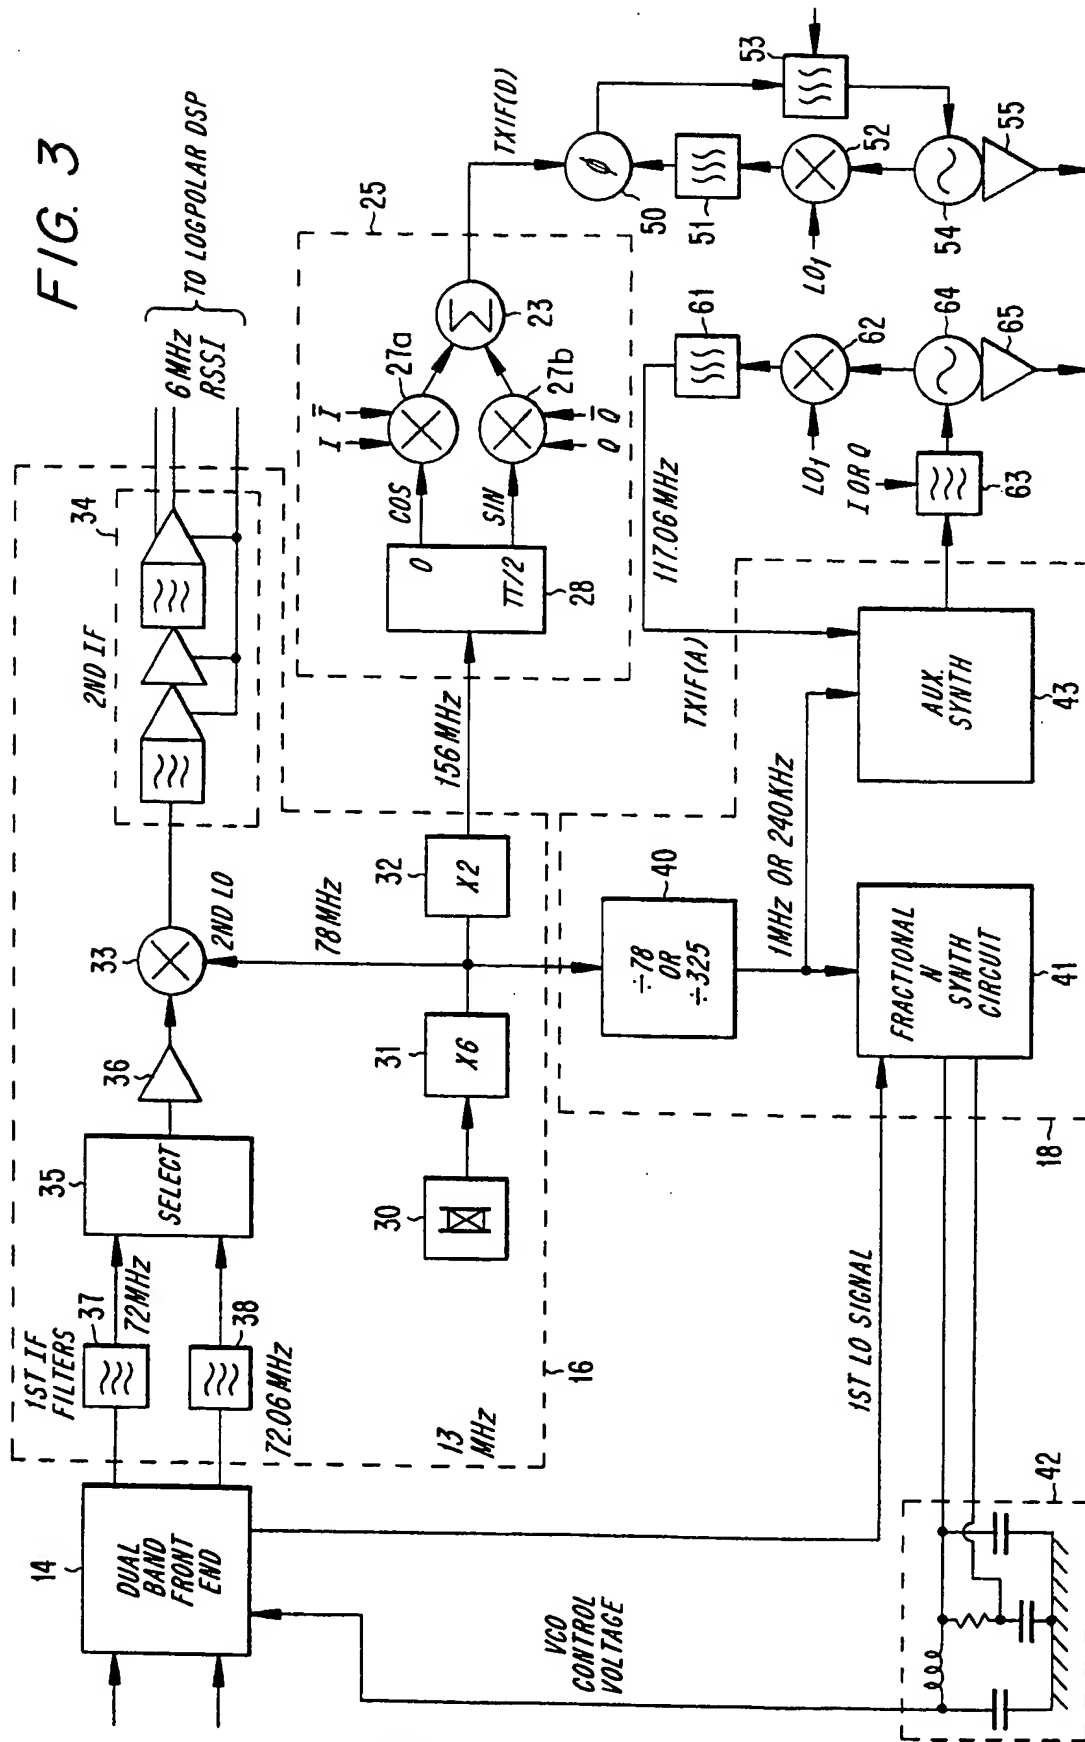 FIG. 3
TO LOGPOLAR DSP
6 MHZ
RSSI
34
2ND IF
33
2ND LO
36
35
SELECT
1ST IF
FILTERS
37
72MHZ
38
72.06 MHZ
14
DUAL
BAND
FRONT
END
13
MHZ
16
30
31
X6
78 MHZ
32
X2
156 MHZ
25
28
0
π/2
COS
SIN
27a
I
Ī
27b
Q
Q̄
Σ
23
TXIF(D)
ϕ
50
51
LO1
52
53
54
55
61
LO1
62
63
I OR Q
64
65
117.06 MHZ
TXIF(A)
40
÷78
OR
÷325
1MHZ OR 240KHZ
AUX.
SYNTH
43
FRACTIONAL
N
SYNTH
CIRCUIT
41
18
1ST LO SIGNAL
VCO
CONTROL
VOLTAGE
42